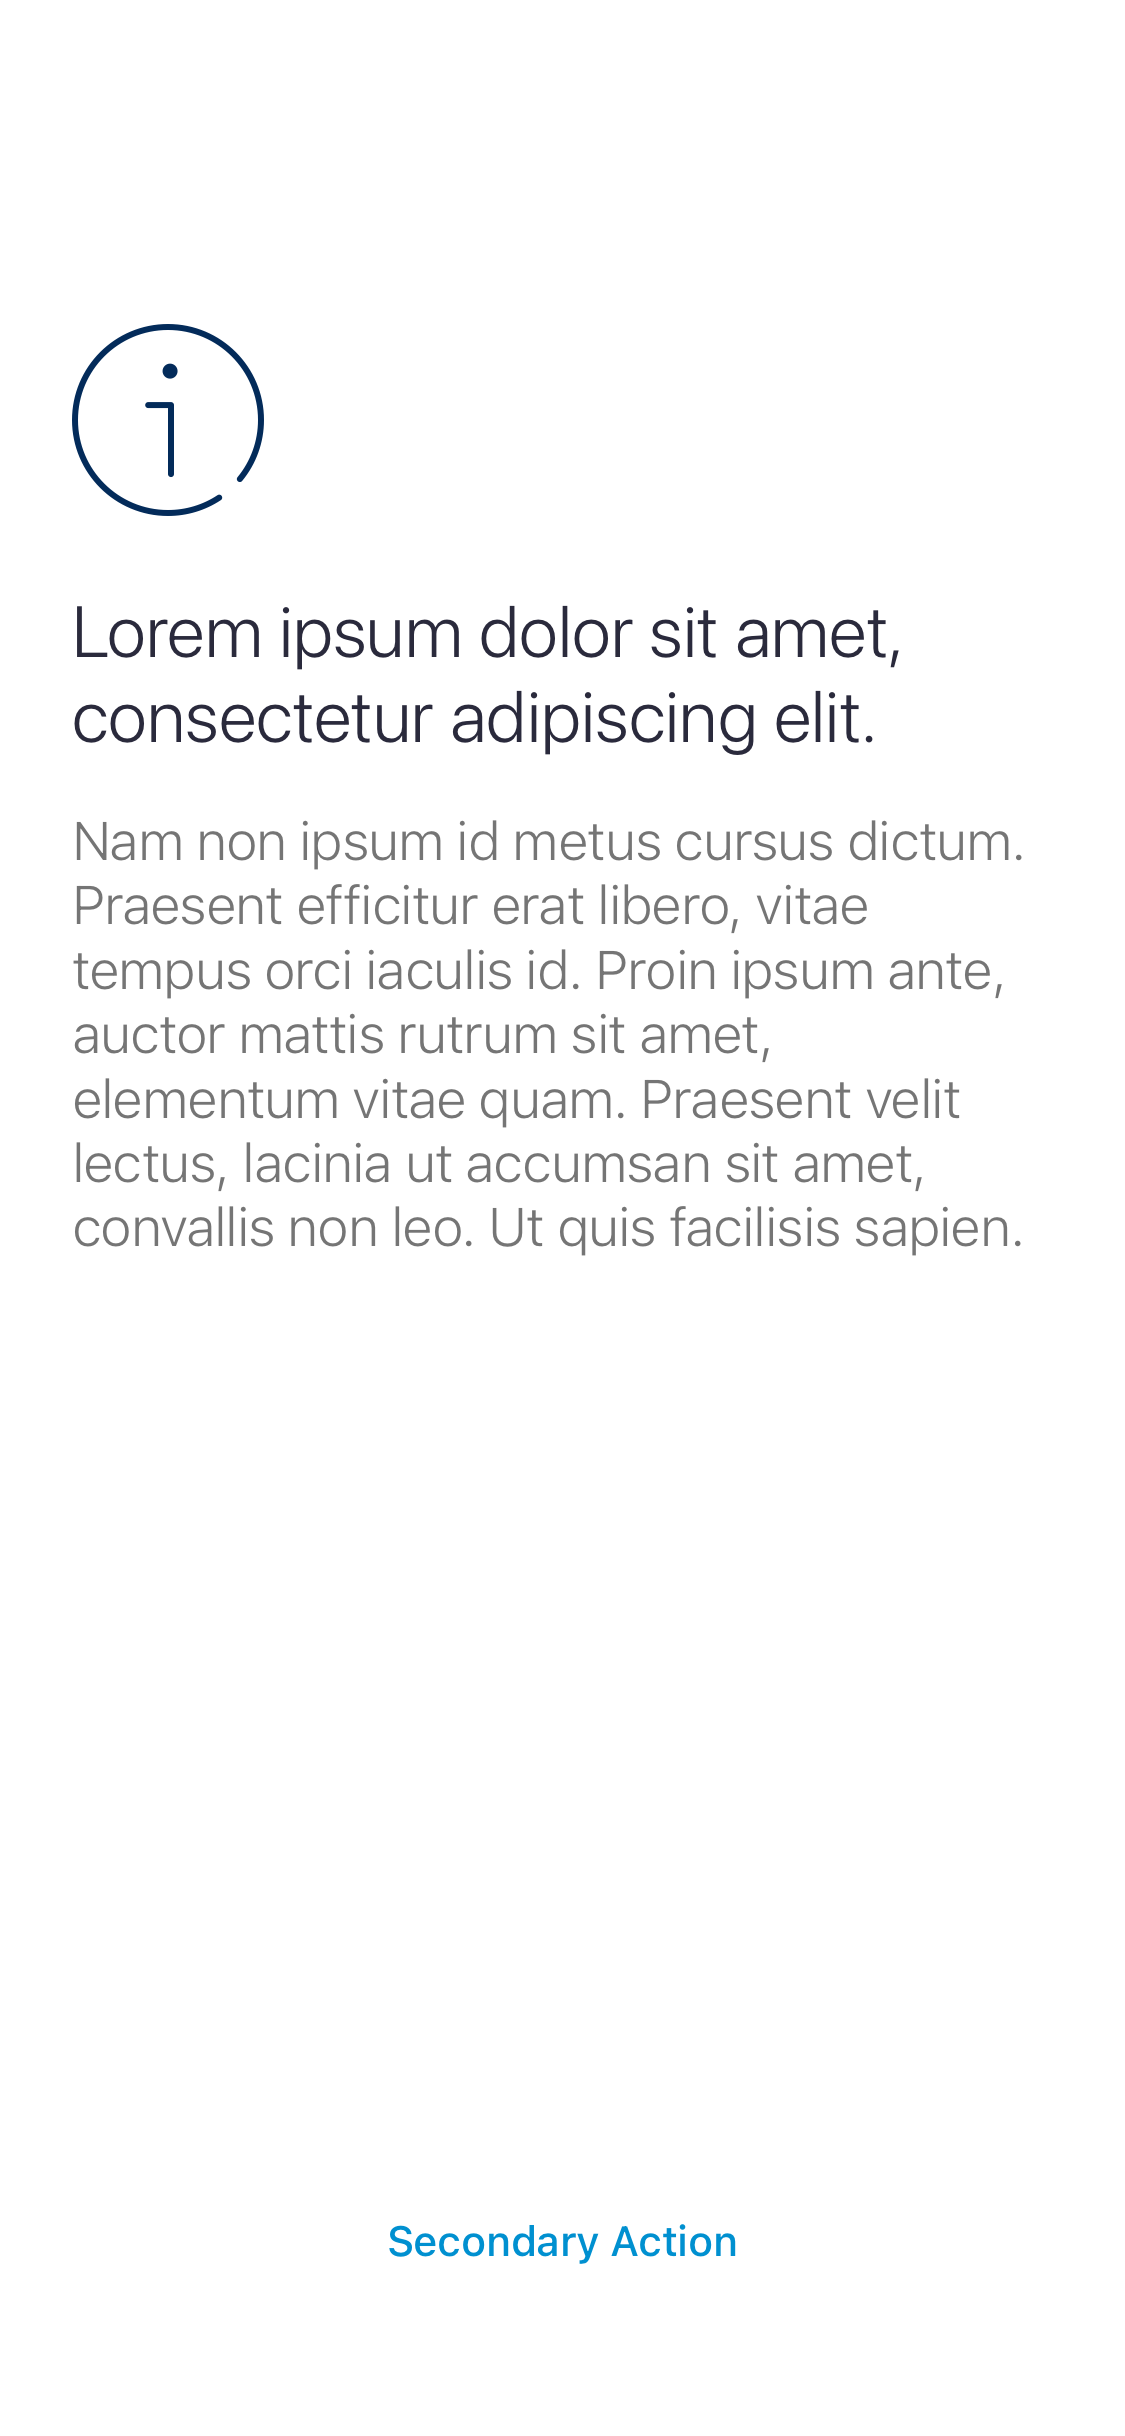 Lorem ipsum dolor sit amet,
consectetur adipiscing elit.
Nam non ipsum id metus cursus dictum.
Praesent efficitur erat libero, vitae
tempus orci iaculis id. Proin ipsum ante,
auctor mattis rutrum sit amet,
elementum vitae quam. Praesent velit
lectus, lacinia ut accumsan sit amet,
convallis non leo. Ut quis facilisis sapien.
Secondary Action